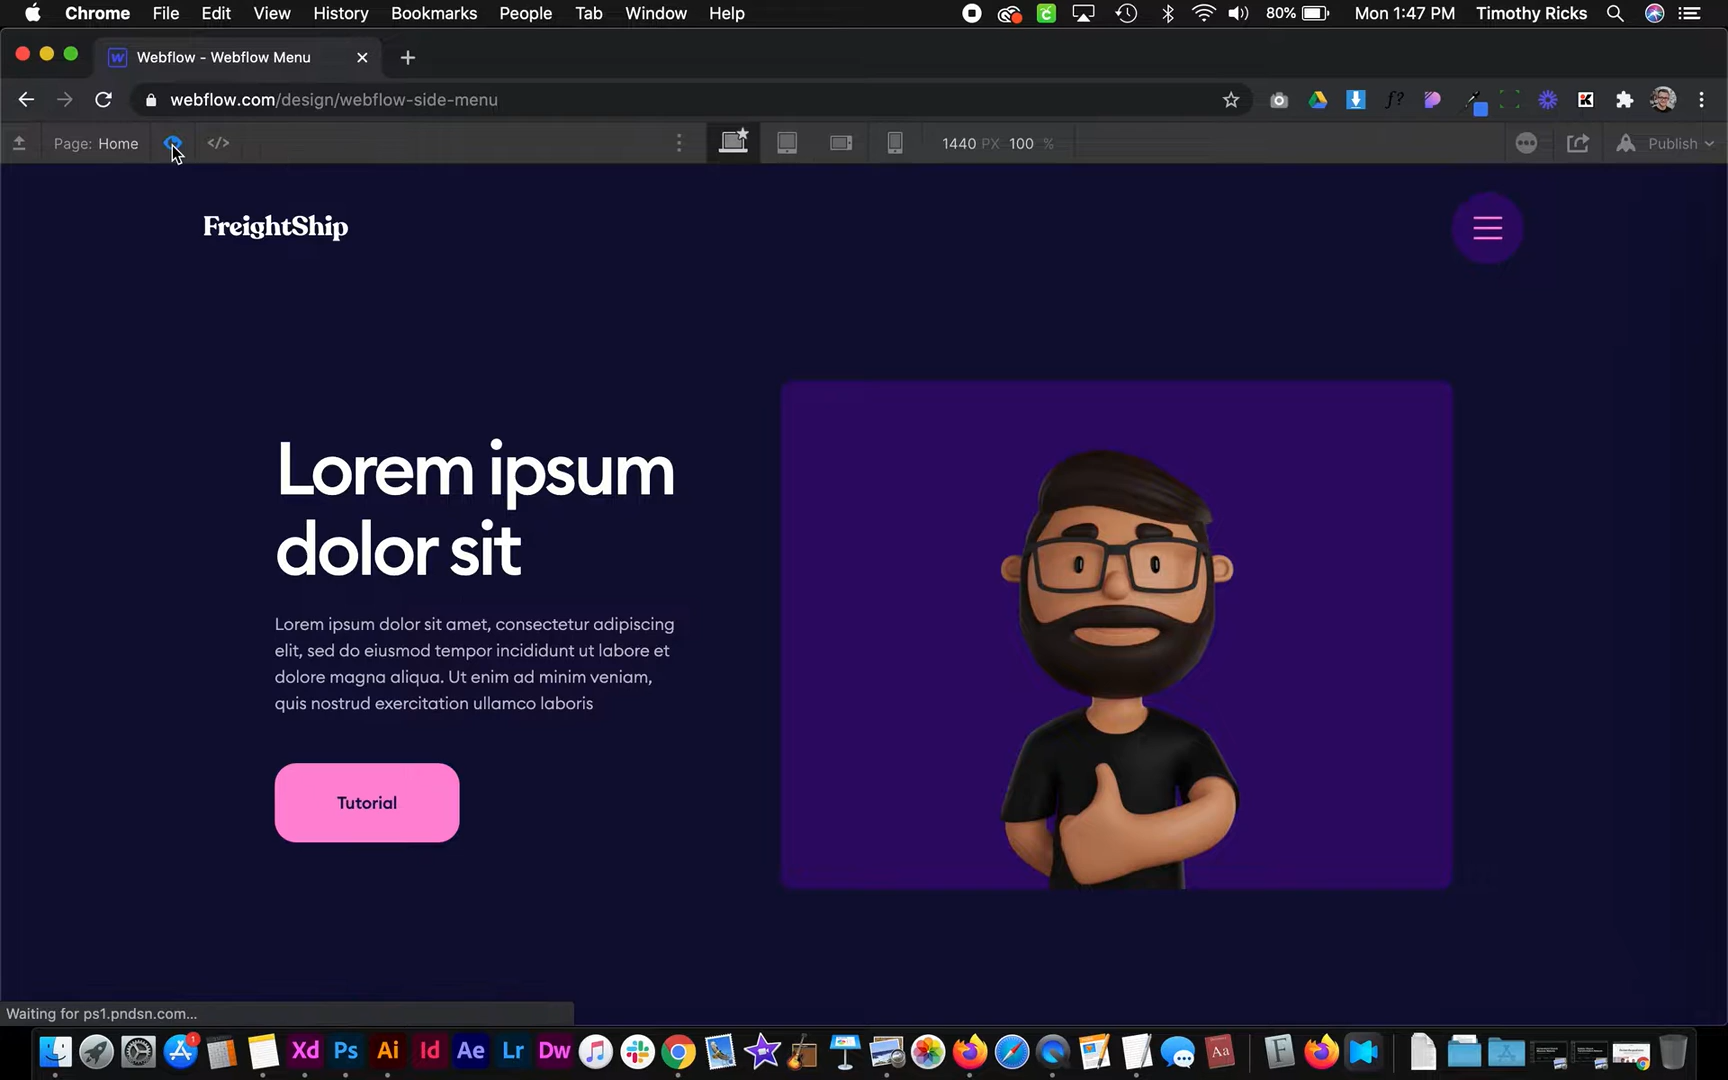 Chrome File Edit View History Bookmarks People Tab Window Help 80% Mon 1:47 PM Timothy Ricks
Webflow - Webflow Menu
webflow.com/design/webflow-side-menu f?
Page: Home </> 1440 PX 100 % Publish
FreightShip
Lorem ipsum
dolor sit
Lorem ipsum dolor sit amet, consectetur adipiscing
elit, sed do eiusmod tempor incididunt ut labore et
dolore magna aliqua. Ut enim ad minim veniam,
quis nostrud exercitation ullamco laboris
Tutorial
Waiting for ps1.pndsn.com...
1 Xd Ps Ai Id Ae Lr Dw Aa F